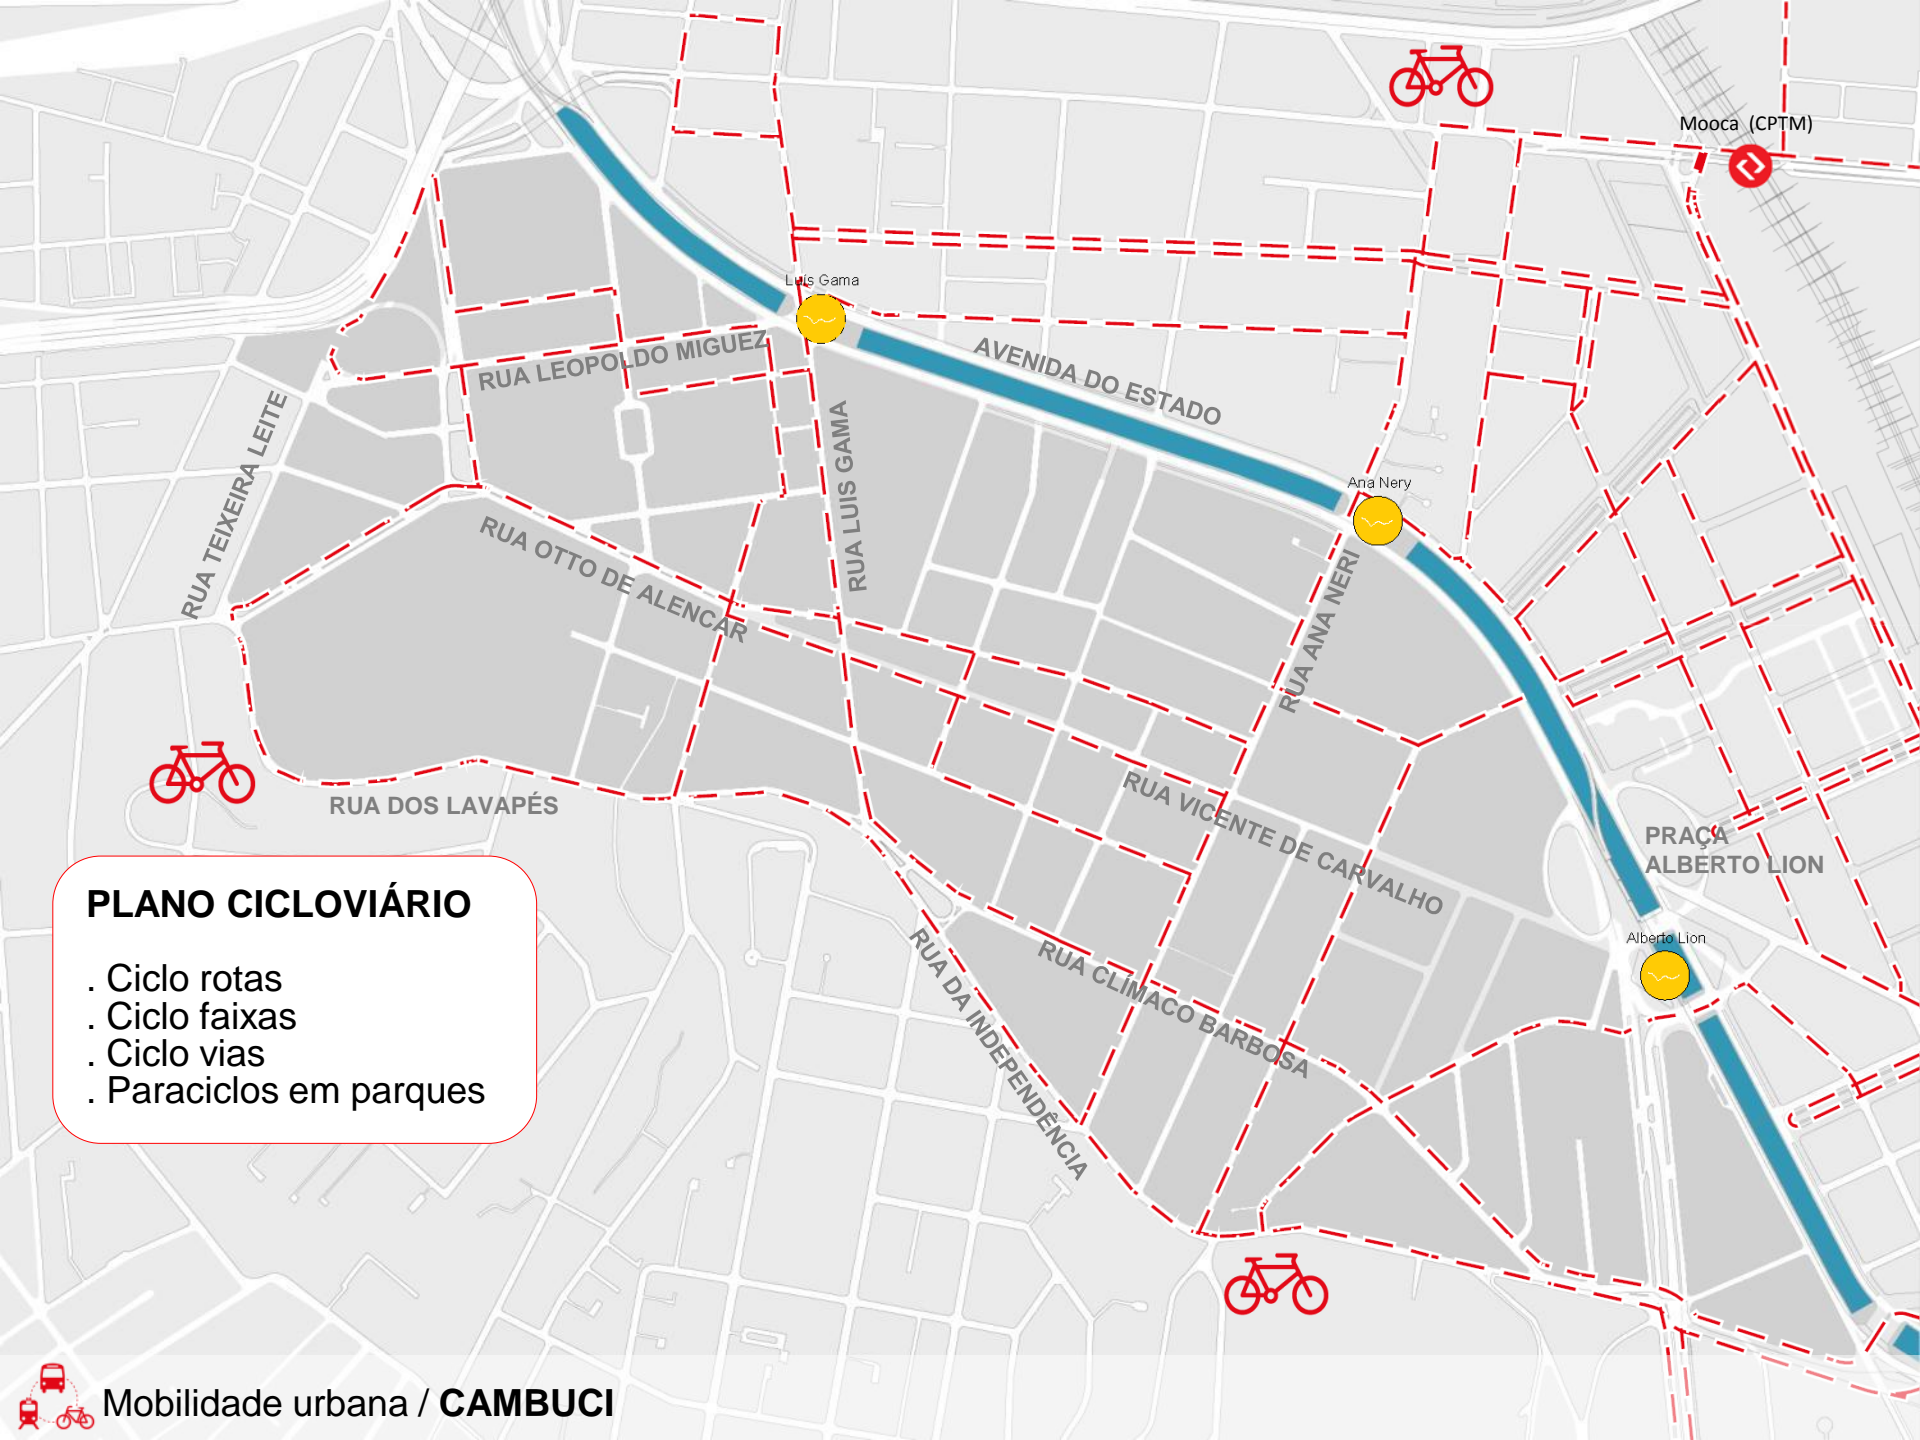 Mooca (CPTM)
Luís Gama
AVENIDA DO ESTADO
RUA LEOPOLDO MIGUEZ
RUA TEIXEIRA LEITE
RUA LUIS GAMA
Ana Nery
RUA OTTO DE ALENCAR
RUA ANA NERI
RUA DOS LAVAPÉS
RUA VICENTE DE CARVALHO
PRAÇA
ALBERTO LION
Alberto Lion
RUA DA INDEPENDÊNCIA
RUA CLÍMACO BARBOSA
PLANO CICLOVIÁRIO
. Ciclo rotas
. Ciclo faixas
. Ciclo vias
. Paraciclos em parques
Mobilidade urbana / CAMBUCI